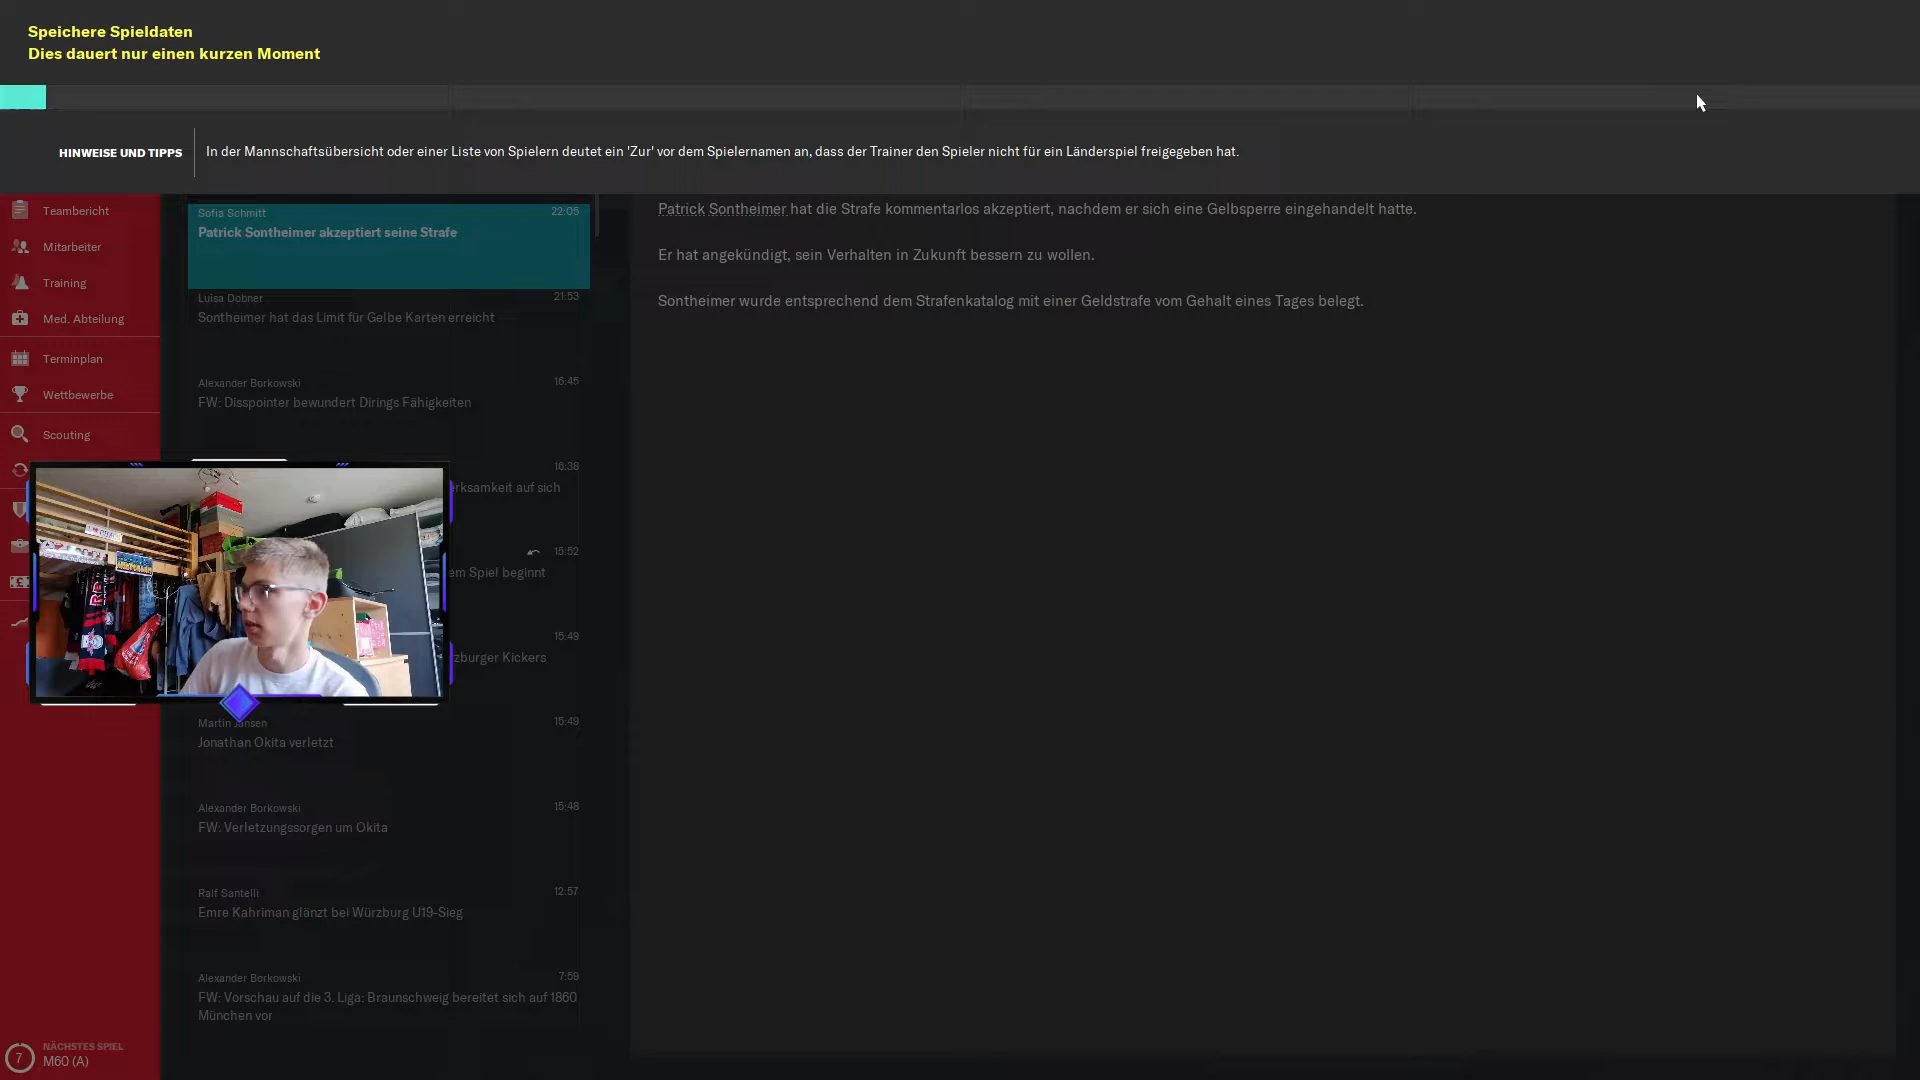 Speichere Spieldaten
Dies dauert nur einen kurzen Moment
HINWEISE UND TIPPS
In der Mannschaftsübersicht oder einer Liste von Spielern deutet ein 'Zur' vor dem Spielernamen an, dass der Trainer den Spieler nicht für ein Länderspiel freigegeben hat.
Teambericht
Mitarbeiter
Training
Med. Abteilung
Terminplan
Wettbewerbe
Scouting
Sofia Schmitt 22:05
Patrick Sontheimer akzeptiert seine Strafe
Luisa Dobner 21:53
Sontheimer hat das Limit für Gelbe Karten erreicht
Alexander Borkowski 16:45
FW: Disspointer bewundert Dirings Fähigkeiten
16:38
erksamkeit auf sich
15:52
em Spiel beginnt
15:49
zburger Kickers
Martin Jansen 15:49
Jonathan Okita verletzt
Alexander Borkowski 15:48
FW: Verletzungssorgen um Okita
Ralf Santelli 12:57
Emre Kahriman glänzt bei Würzburg U19-Sieg
Alexander Borkowski 7:59
FW: Vorschau auf die 3. Liga: Braunschweig bereitet sich auf 1860
München vor
Patrick Sontheimer hat die Strafe kommentarlos akzeptiert, nachdem er sich eine Gelbsperre eingehandelt hatte.
Er hat angekündigt, sein Verhalten in Zukunft bessern zu wollen.
Sontheimer wurde entsprechend dem Strafenkatalog mit einer Geldstrafe vom Gehalt eines Tages belegt.
7
NÄCHSTES SPIEL
M60 (A)